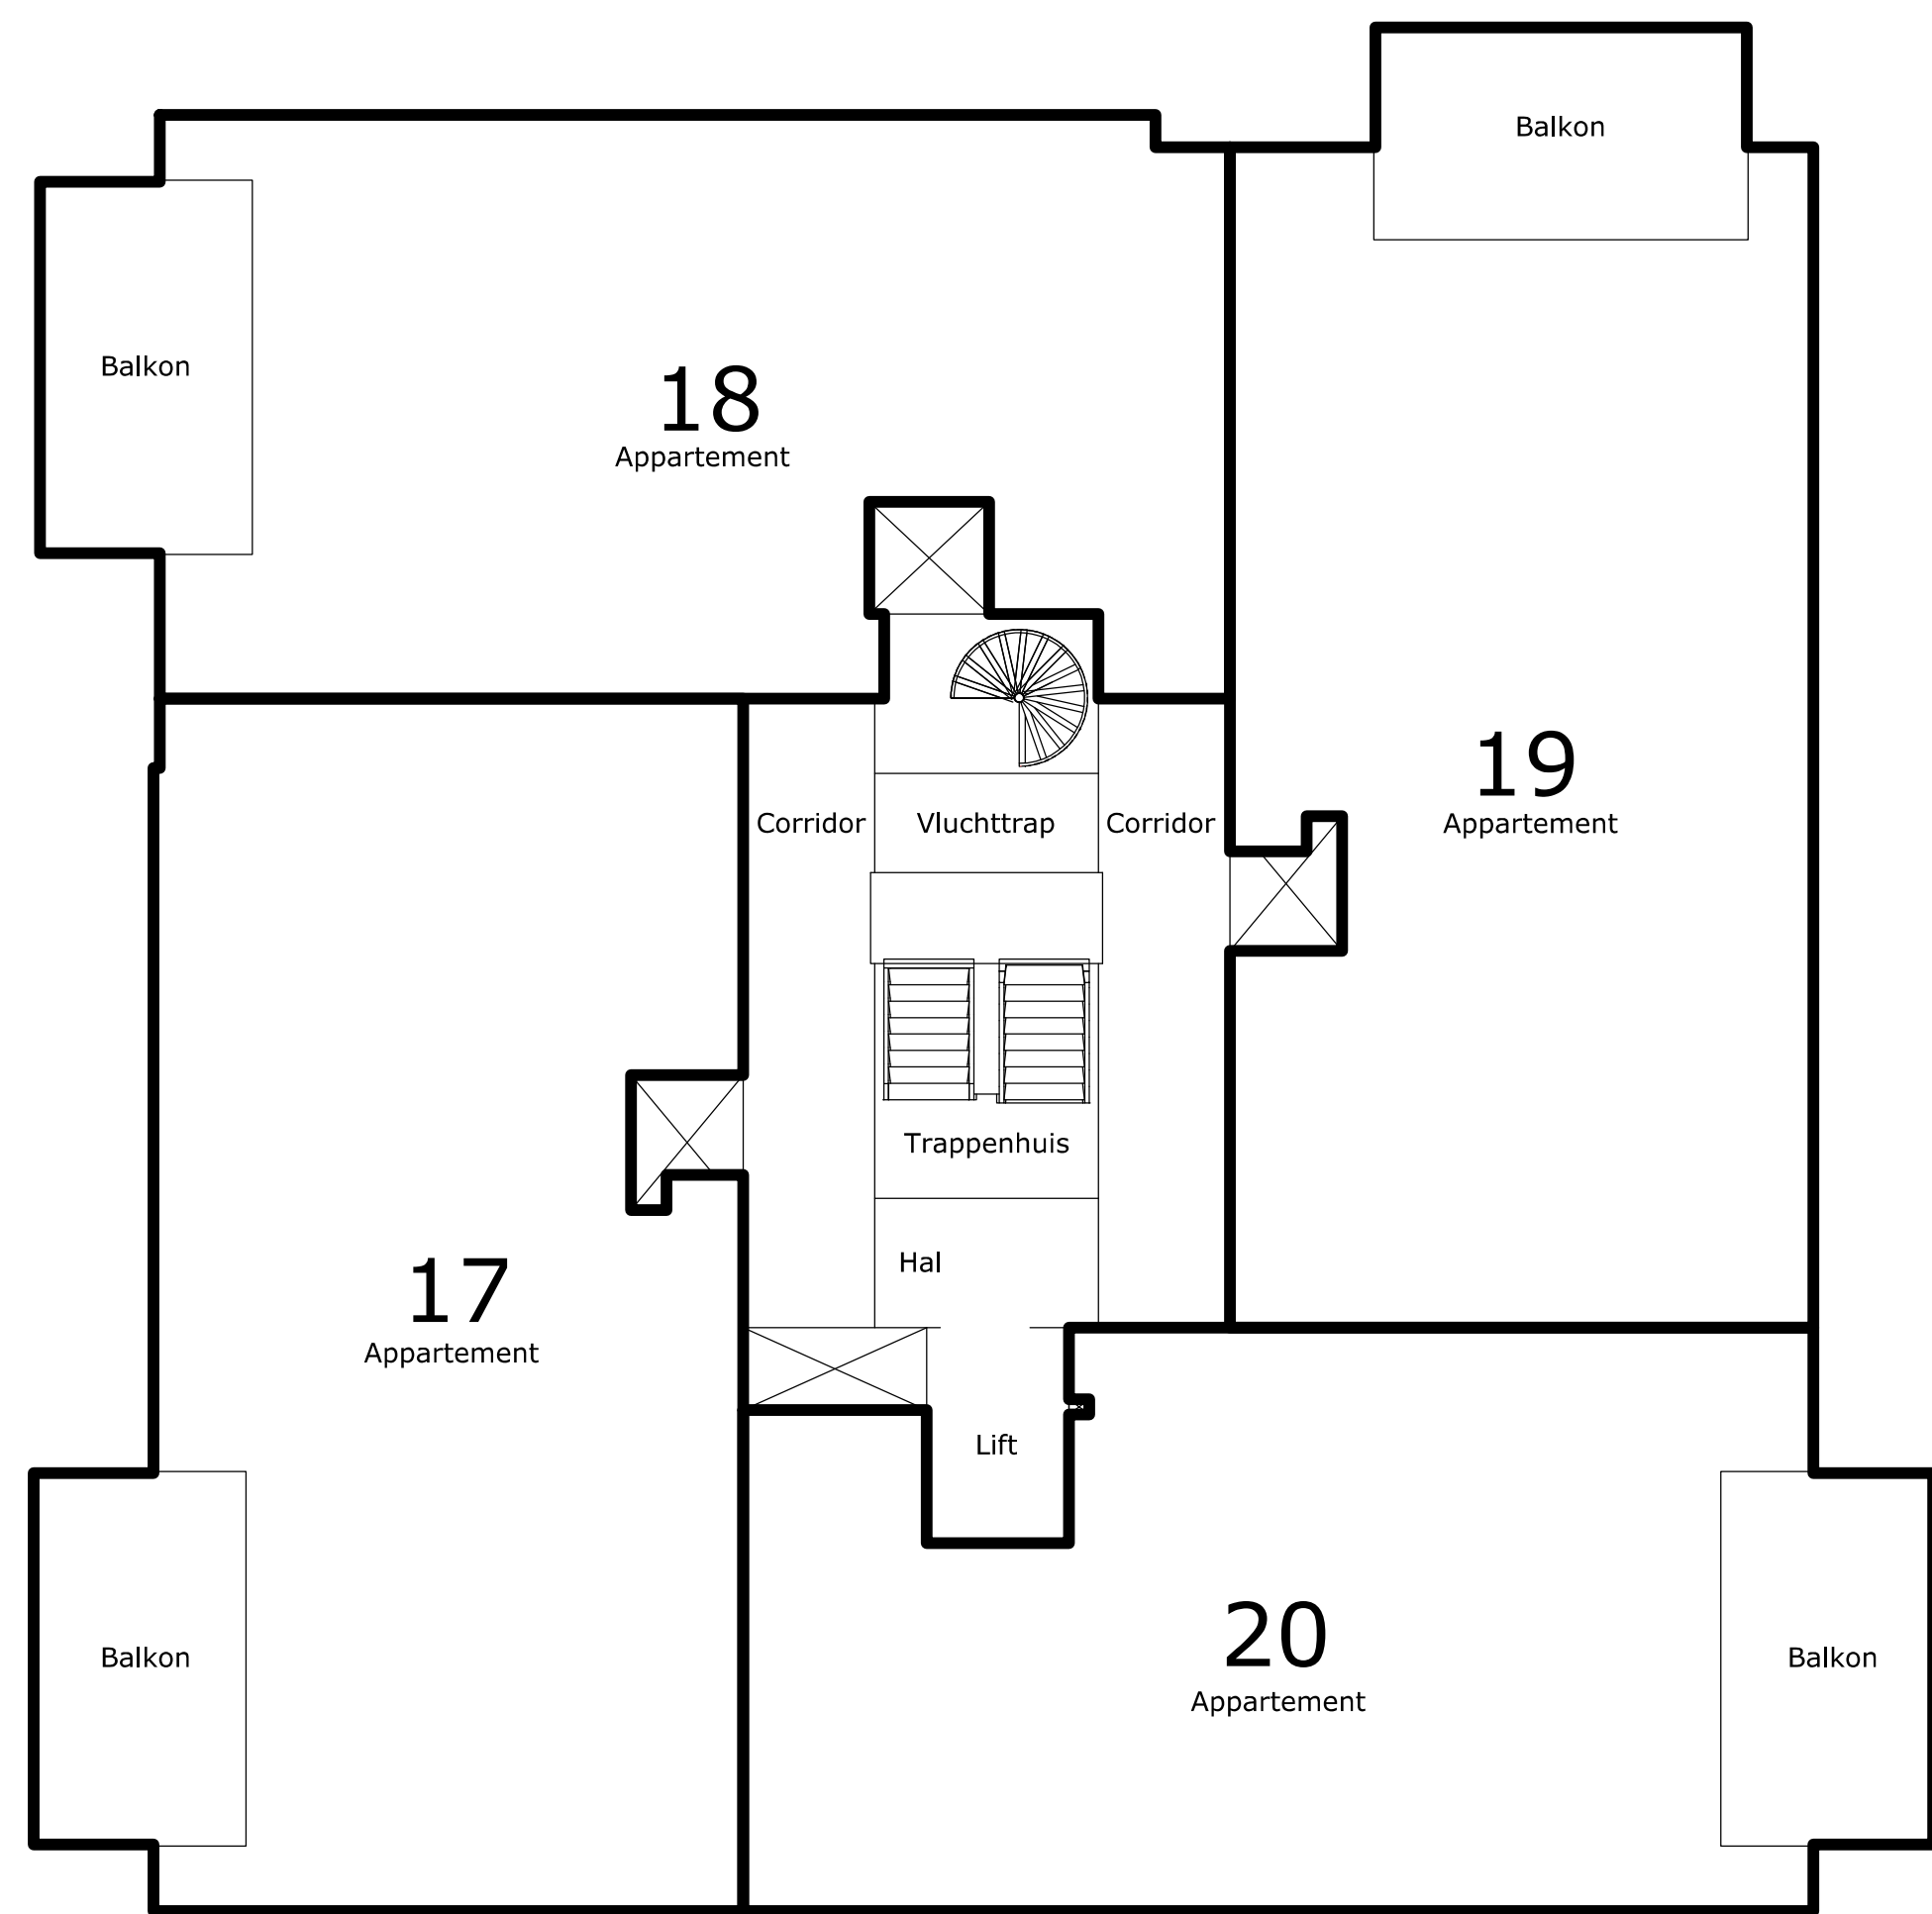 Balkon
Balkon
18
Appartement
19
Appartement
Corridor
Vluchttrap
Corridor
Trappenhuis
Hal
17
Appartement
Lift
20
Appartement
Balkon
Balkon